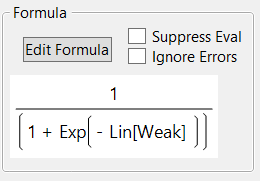 Formula
Edit Formula
Suppress Eval
Ignore Errors
1
(1 + Exp(- Lin[Weak] ))